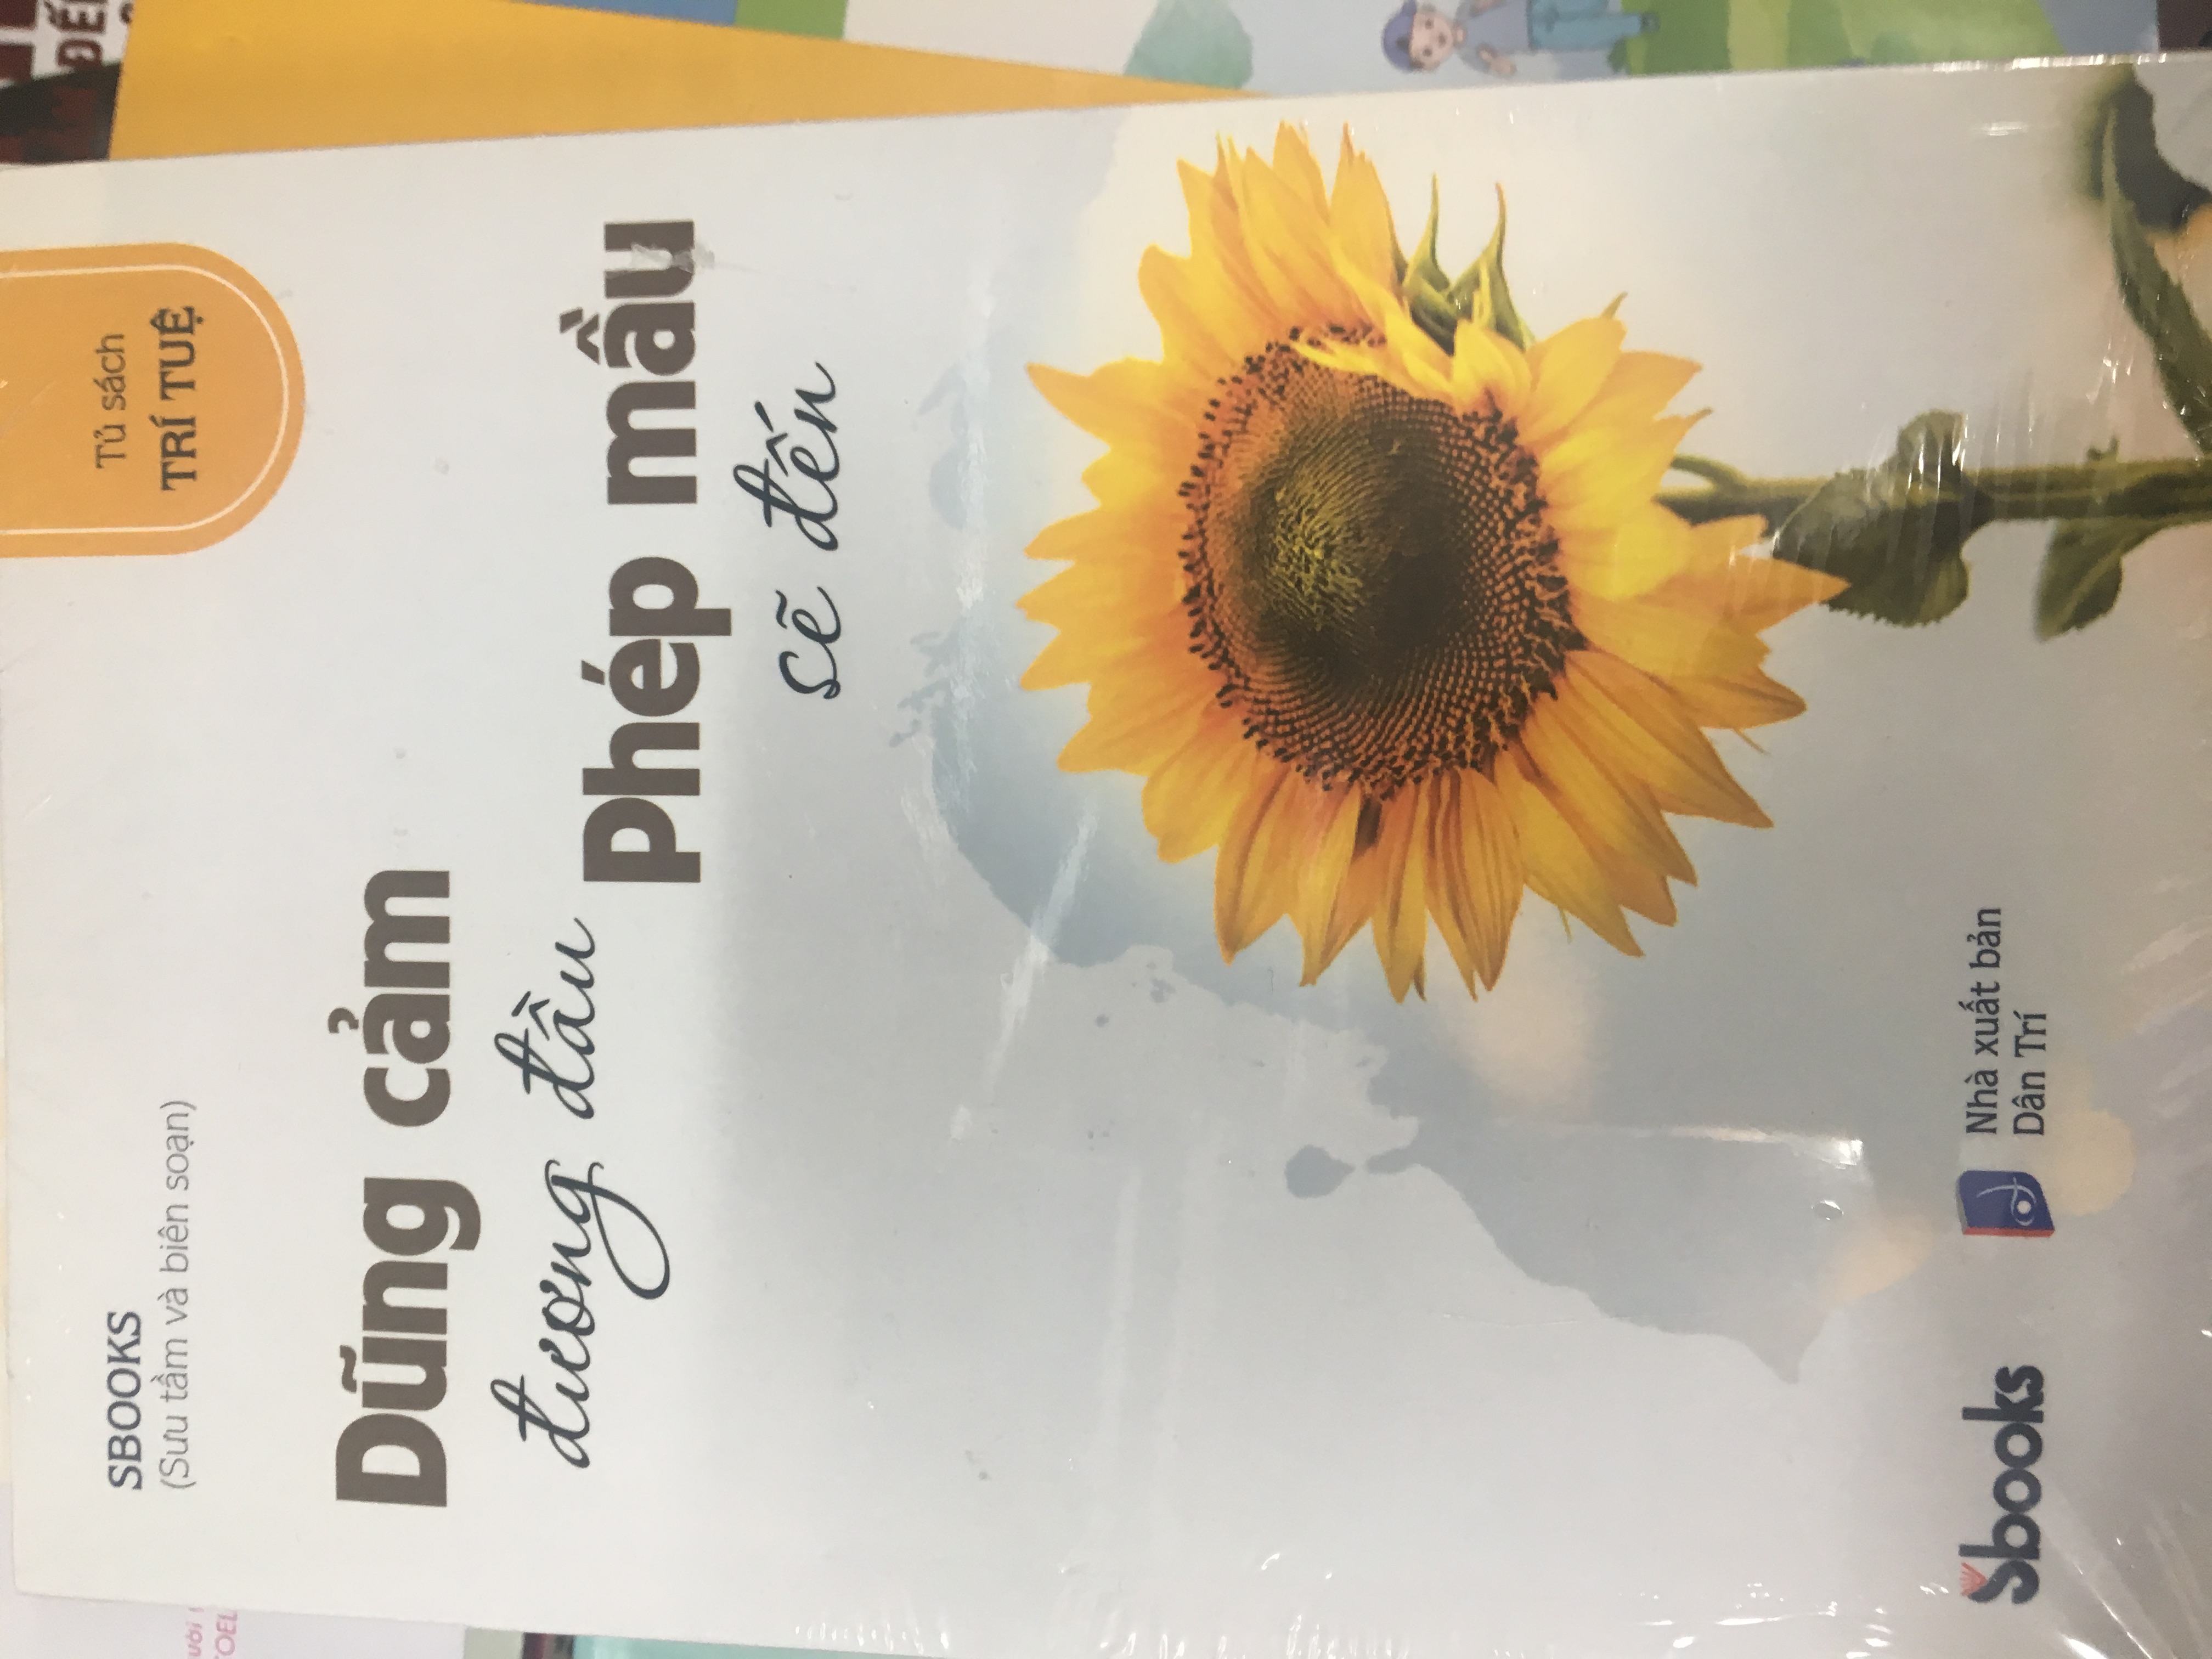 SBOOKS
(Sưu tầm và biên soạn)
Tủ sách
TRÍ TUỆ
Dũng cảm
đương đầu
Phép mầu
sẽ đến
Sbooks
Nhà xuất bản
Dân Trí